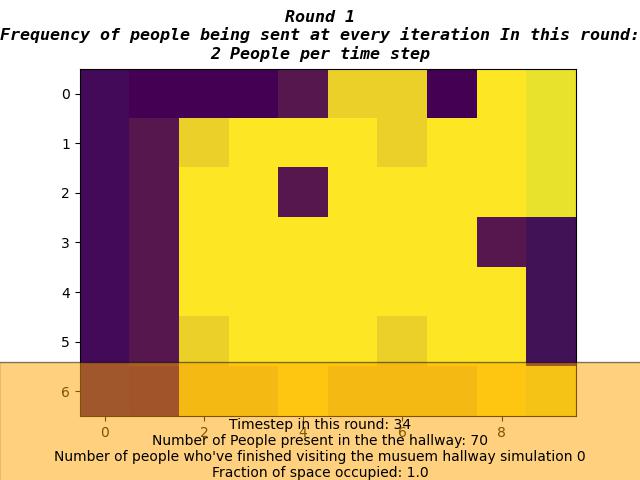 Round 1
Frequency of people being sent at every iteration In this round:
2 People per time step
0
1
2
3
4
5
6
0 2 4 6 8
Timestep in this round: 34
Number of People present in the the hallway: 70
Number of people who've finished visiting the musuem hallway simulation 0
Fraction of space occupied: 1.0